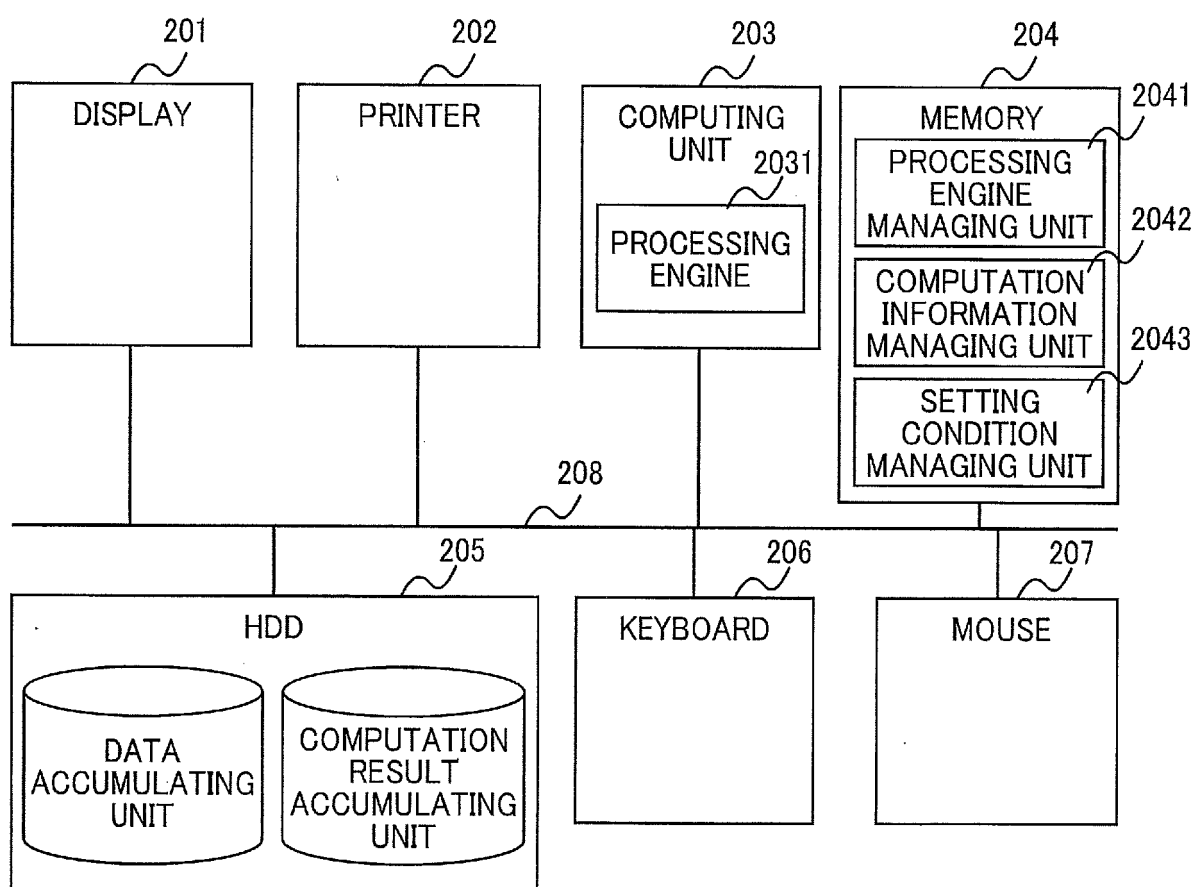 201
202
203
204
DISPLAY
PRINTER
COMPUTING
UNIT
2031
PROCESSING
ENGINE
MEMORY
2041
PROCESSING
ENGINE
MANAGING UNIT
2042
COMPUTATION
INFORMATION
MANAGING UNIT
2043
SETTING
CONDITION
MANAGING UNIT
208
205
206
207
HDD
DATA
ACCUMULATING
UNIT
COMPUTATION
RESULT
ACCUMULATING
UNIT
KEYBOARD
MOUSE